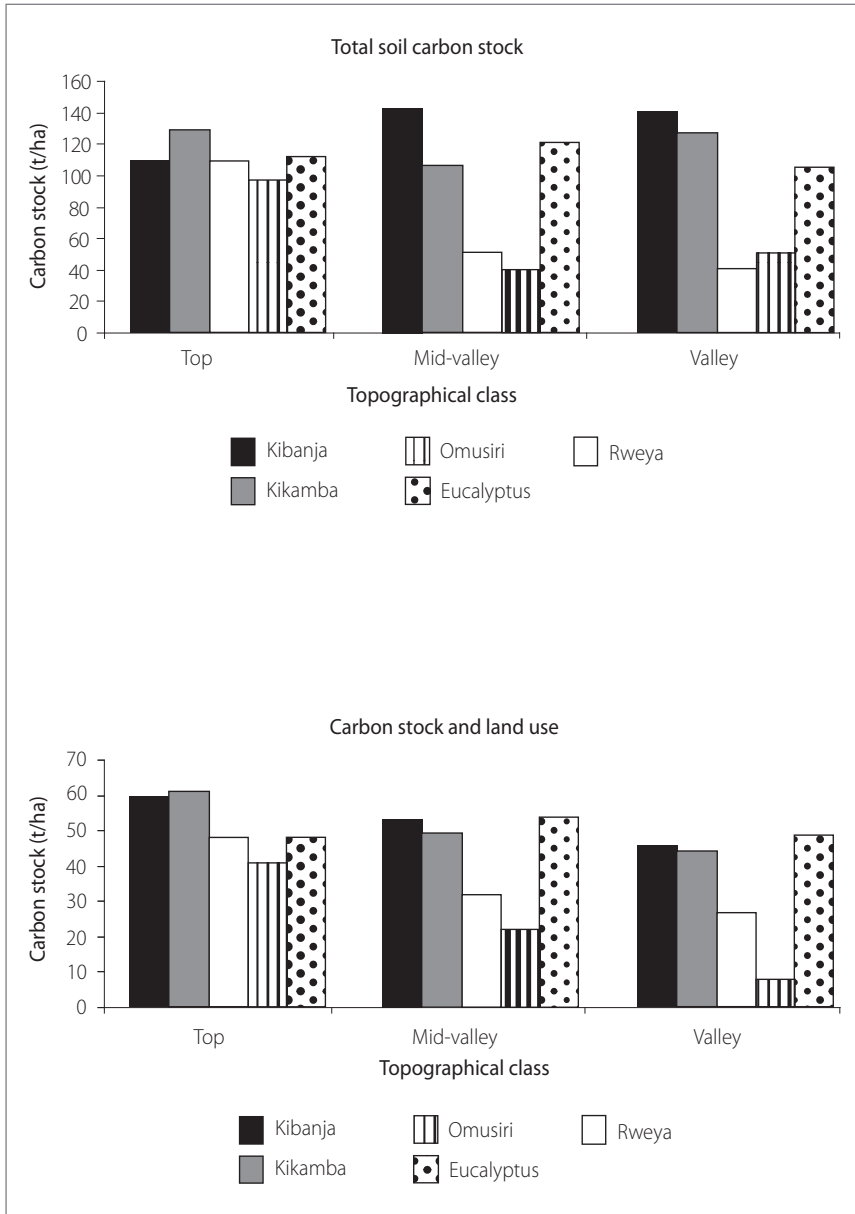 Total soil carbon stock
Carbon stock (t/ha)
160
140
120
100
80
60
40
20
0
Top Mid-valley Valley
Topographical class
Kibanja Omusiri Rweya
Kikamba Eucalyptus
Carbon stock and land use
Carbon stock (t/ha)
70
60
50
40
30
20
10
0
Top Mid-valley Valley
Topographical class
Kibanja Omusiri Rweya
Kikamba Eucalyptus